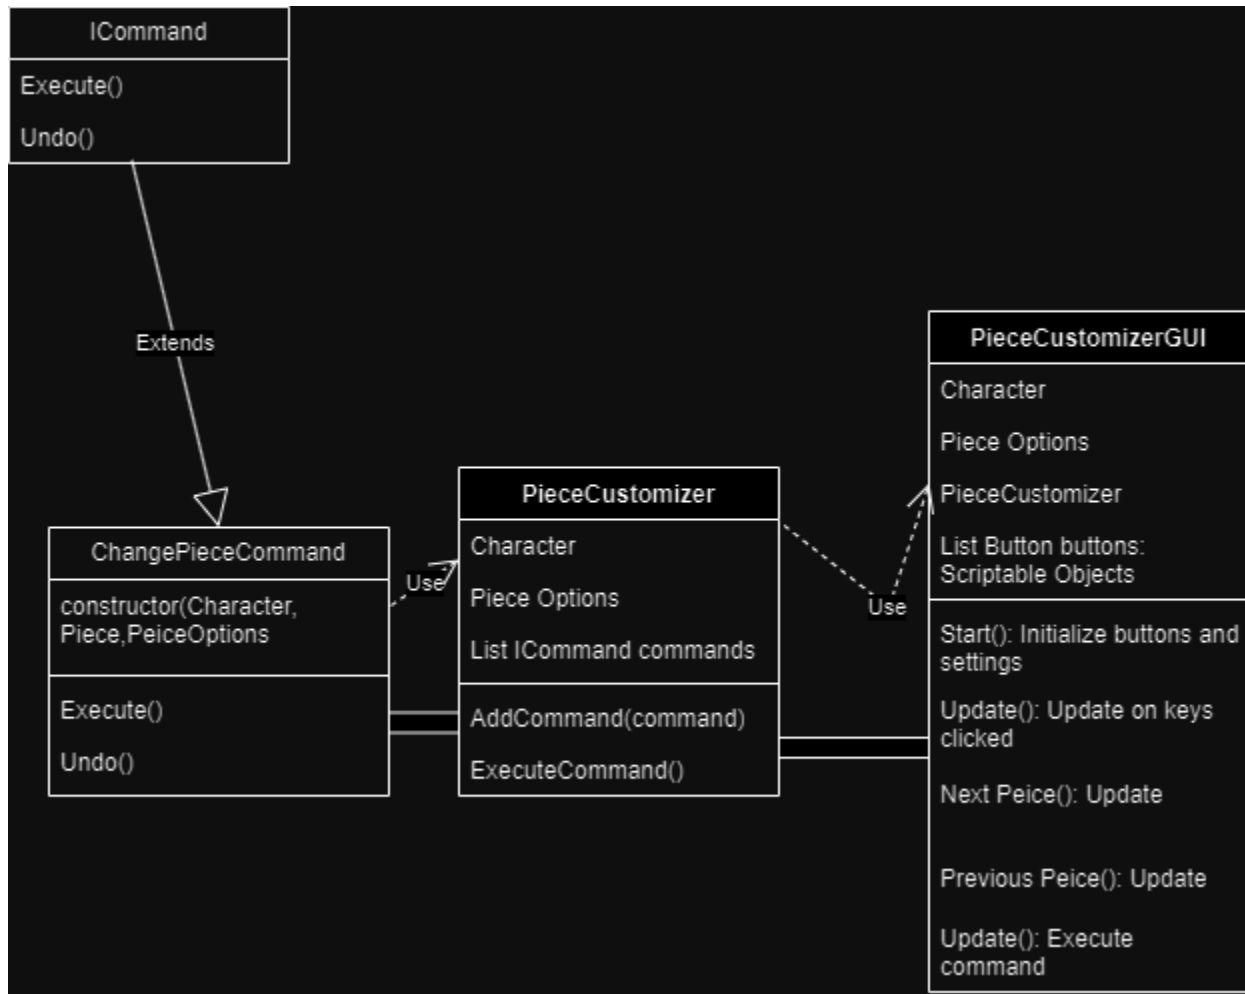 ICommand
Execute()
Undo()
Extends
ChangePieceCommand
constructor(Character,
Piece,PeiceOptions
Execute()
Undo()
Use
PieceCustomizer
Character
Piece Options
List ICommand commands
AddCommand(command)
ExecuteCommand()
Use
PieceCustomizerGUI
Character
Piece Options
PieceCustomizer
List Button buttons:
Scriptable Objects
Start(): Initialize buttons and
settings
Update(): Update on keys
clicked
Next Peice(): Update
Previous Peice(): Update
Update(): Execute
command